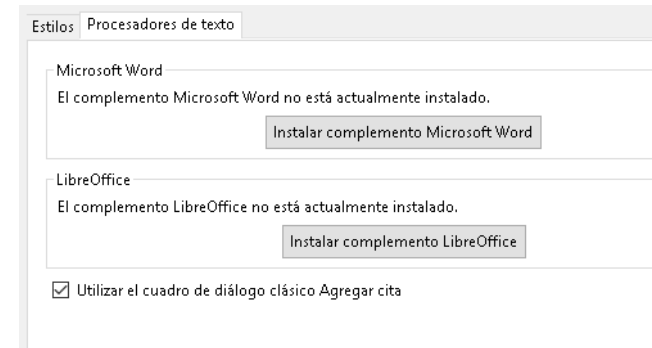 Estilos Procesadores de texto
Microsoft Word
El complemento Microsoft Word no está actualmente instalado.
Instalar complemento Microsoft Word
LibreOffice
El complemento LibreOffice no está actualmente instalado.
Instalar complemento LibreOffice
Utilizar el cuadro de diálogo clásico Agregar cita